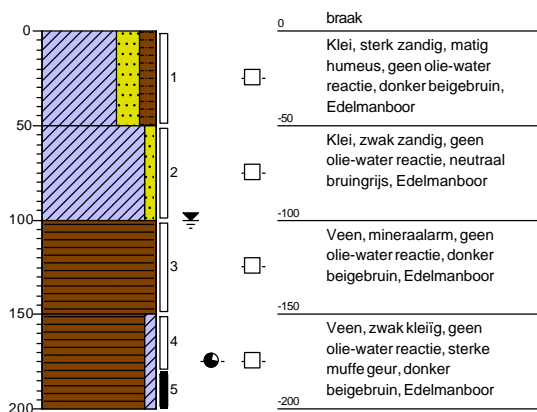 0
50
100
150
200
1
2
3
4
5
0
braak
Klei, sterk zandig, matig
humeus, geen olie-water
reactie, donker beigebruin,
Edelmanboor
-50
Klei, zwak zandig, geen
olie-water reactie, neutraal
bruingrijs, Edelmanboor
-100
Veen, mineraalarm, geen
olie-water reactie, donker
beigebruin, Edelmanboor
-150
Veen, zwak kleiïg, geen
olie-water reactie, sterke
muffe geur, donker
beigebruin, Edelmanboor
-200